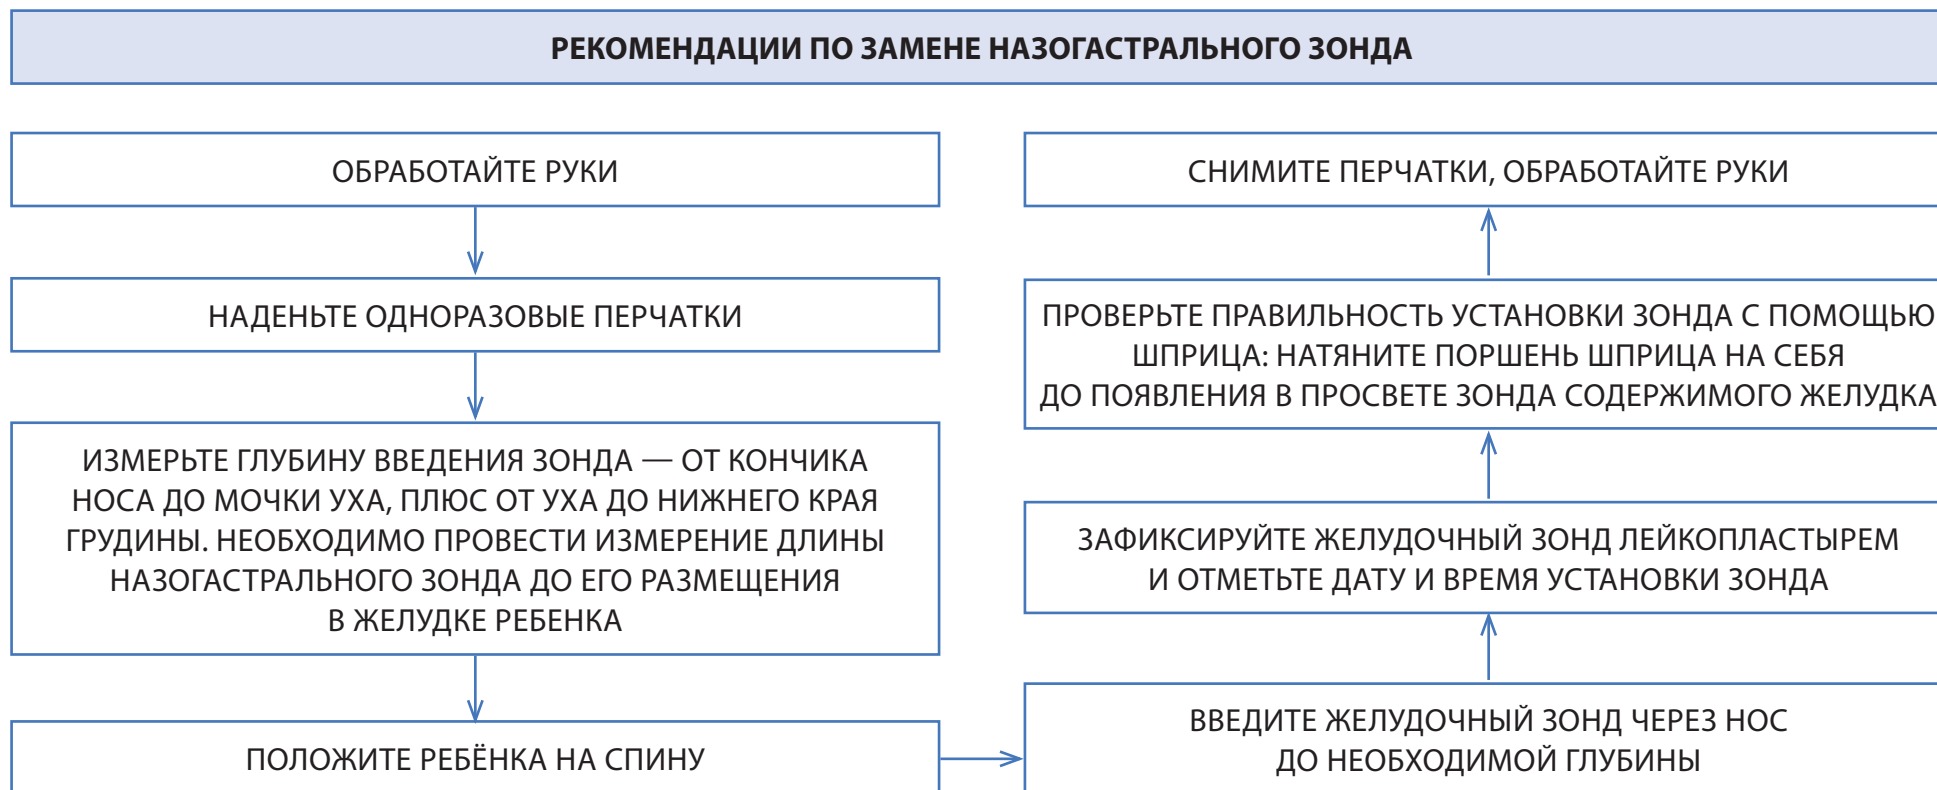 РЕКОМЕНДАЦИИ ПО ЗАМЕНЕ НАЗОГАСТРАЛЬНОГО ЗОНДА
ОБРАБОТАЙТЕ РУКИ
НАДЕНЬТЕ ОДНОРАЗОВЫЕ ПЕРЧАТКИ
ИЗМЕРЬТЕ ГЛУБИНУ ВВЕДЕНИЯ ЗОНДА — ОТ КОНЧИКА
НОСА ДО МОЧКИ УХА, ПЛЮС ОТ УХА ДО НИЖНЕГО КРАЯ
ГРУДИНЫ. НЕОБХОДИМО ПРОВЕСТИ ИЗМЕРЕНИЕ ДЛИНЫ
НАЗОГАСТРАЛЬНОГО ЗОНДА ДО ЕГО РАЗМЕЩЕНИЯ
В ЖЕЛУДКЕ РЕБЕНКА
ПОЛОЖИТЕ РЕБЁНКА НА СПИНУ
ВВЕДИТЕ ЖЕЛУДОЧНЫЙ ЗОНД ЧЕРЕЗ НОС
ДО НЕОБХОДИМОЙ ГЛУБИНЫ
ЗАФИКСИРУЙТЕ ЖЕЛУДОЧНЫЙ ЗОНД ЛЕЙКОПЛАСТЫРЕМ
И ОТМЕТЬТЕ ДАТУ И ВРЕМЯ УСТАНОВКИ ЗОНДА
ПРОВЕРЬТЕ ПРАВИЛЬНОСТЬ УСТАНОВКИ ЗОНДА С ПОМОЩЬЮ
ШПРИЦА: НАТЯНИТЕ ПОРШЕНЬ ШПРИЦА НА СЕБЯ
ДО ПОЯВЛЕНИЯ В ПРОСВЕТЕ ЗОНДА СОДЕРЖИМОГО ЖЕЛУДКА
СНИМИТЕ ПЕРЧАТКИ, ОБРАБОТАЙТЕ РУКИ